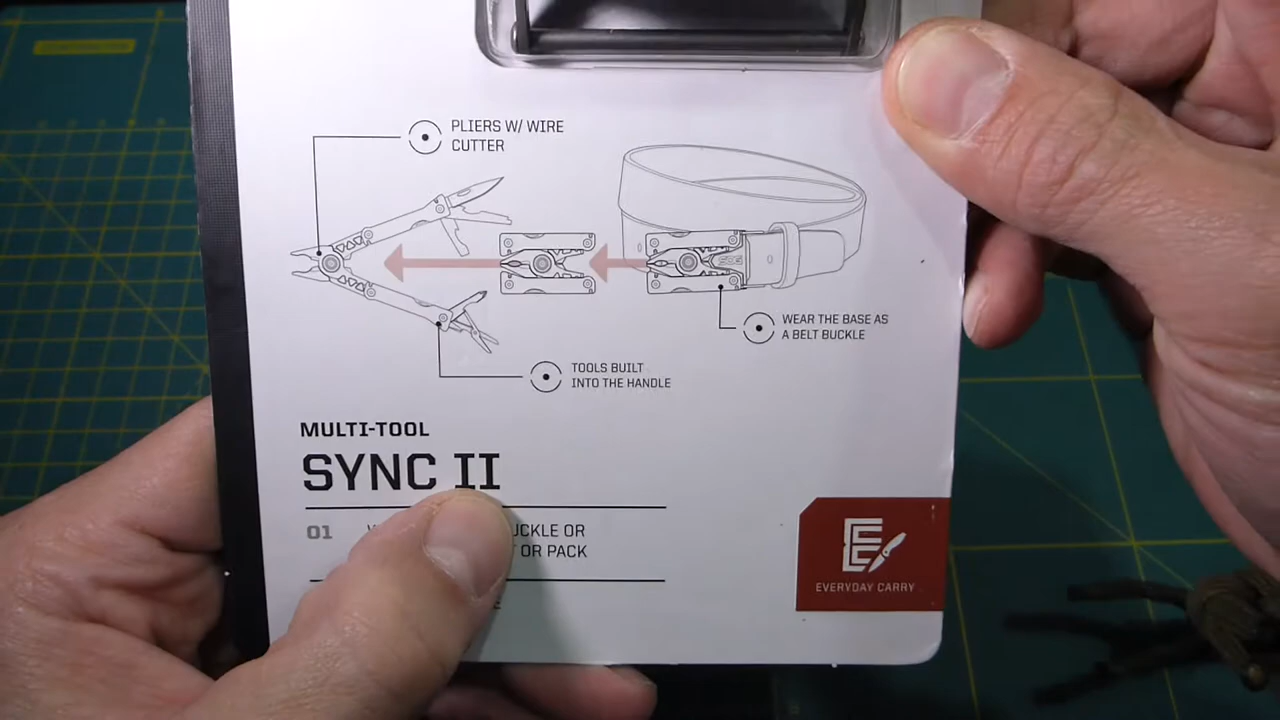 PLIERS W/ WIRE
CUTTER
SOG
WEAR THE BASE AS
A BELT BUCKLE
TOOLS BUILT
INTO THE HANDLE
MULTI-TOOL
SYNC II
01
OR
OR PACK
EVERYDAY CARRY